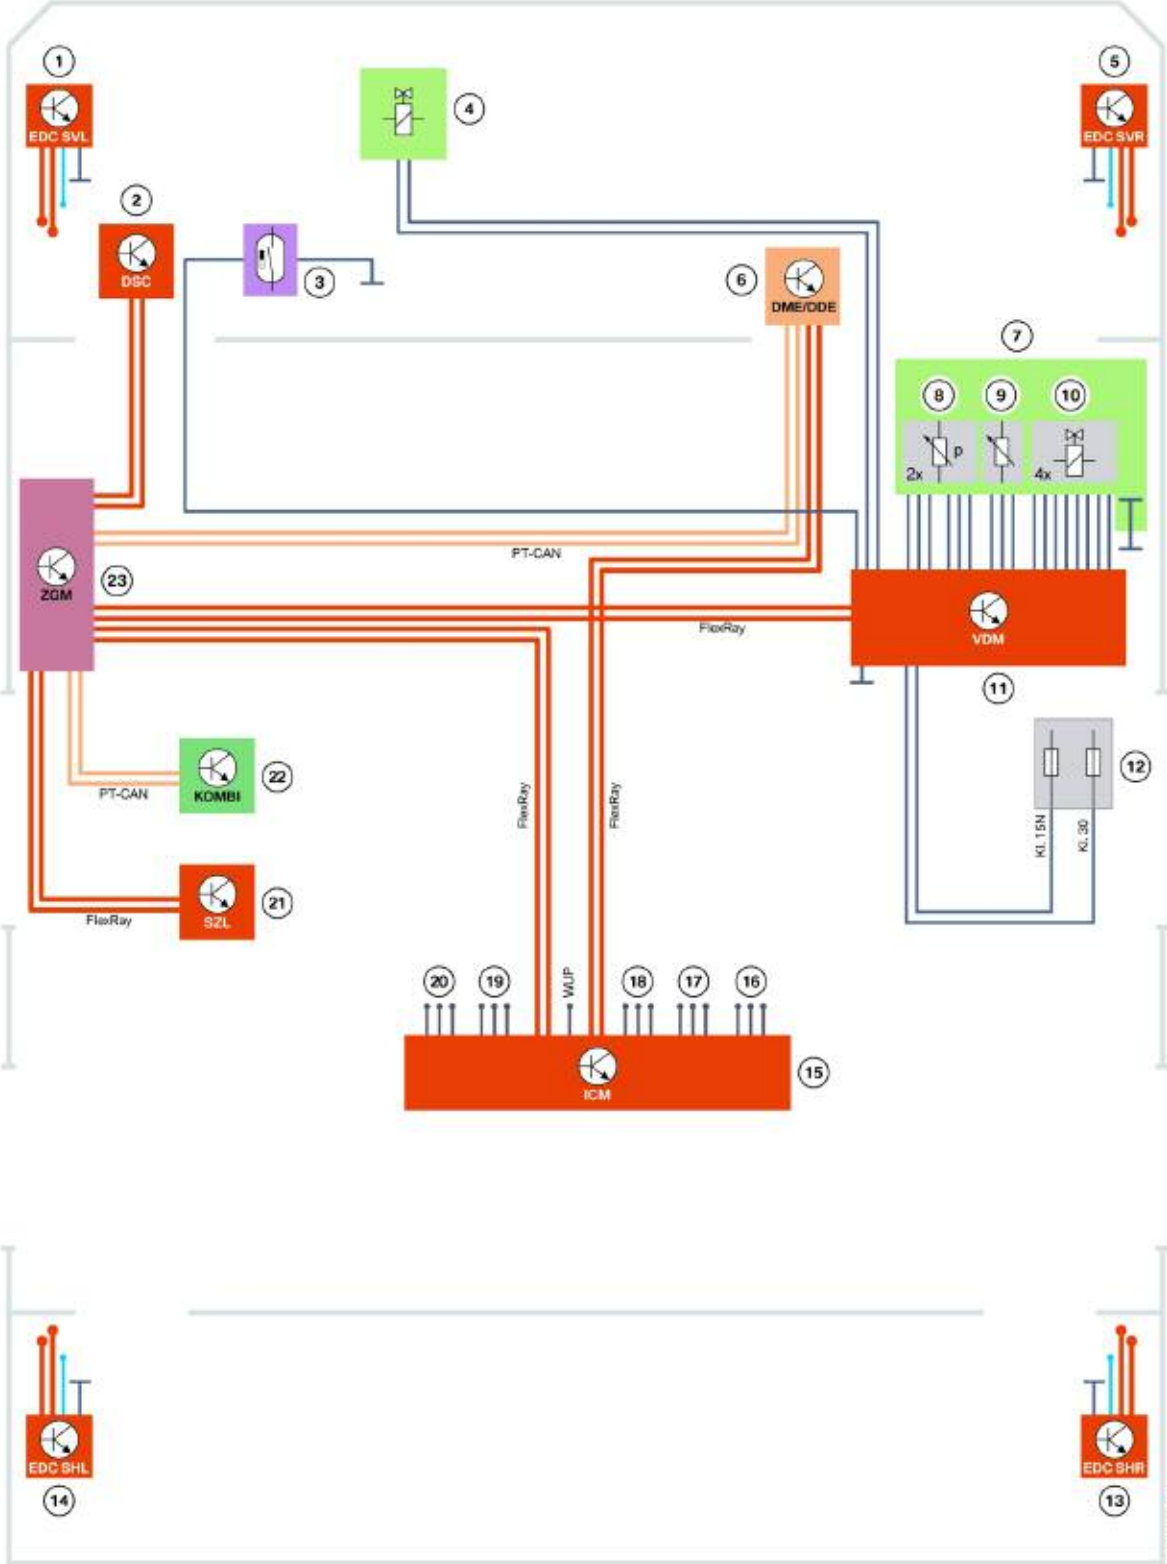 1
5
EDC SVL
4
EDC SVR
2
DSC
3
6
DME/DDE
7
8
9
10
p
2x
4x
PT-CAN
ZGM
23
FlexRay
VDM
11
12
22
KOMBI
PT-CAN
FlexRay
FlexRay
Kl. 15N
Kl. 30
21
SZL
FlexRay
20
19
WUP
18
17
16
15
ICM
EDC SHL
EDC SHR
14
13